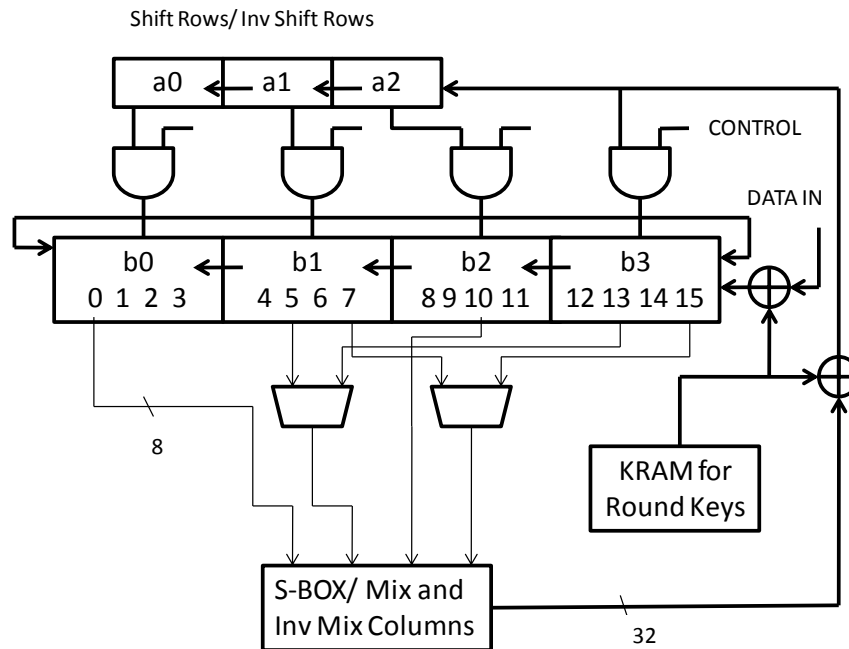 Shift Rows/ Inv Shift Rows
a0 a1 a2
CONTROL
DATA IN
b0 b1 b2 b3
0 1 2 3 4 5 6 7 8 9 10 11 12 13 14 15
8
KRAM for
Round Keys
S-BOX/ Mix and
Inv Mix Columns
32